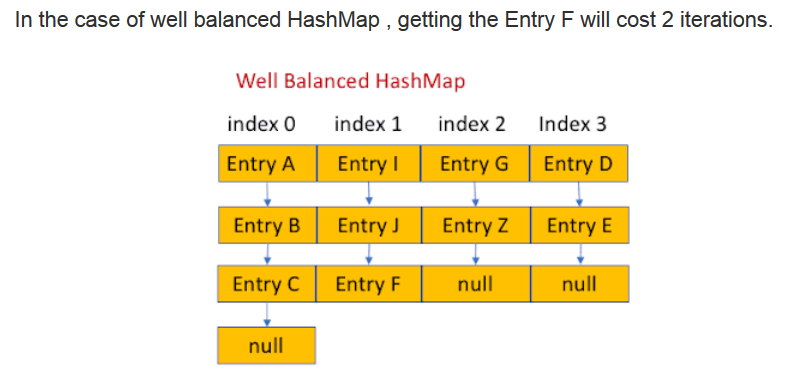 In the case of well balanced HashMap , getting the Entry F will cost 2 iterations.
Well Balanced HashMap
index 0 index 1 index 2 Index 3
Entry A Entry I Entry G Entry D
Entry B Entry J Entry Z Entry E
Entry C Entry F null null
null